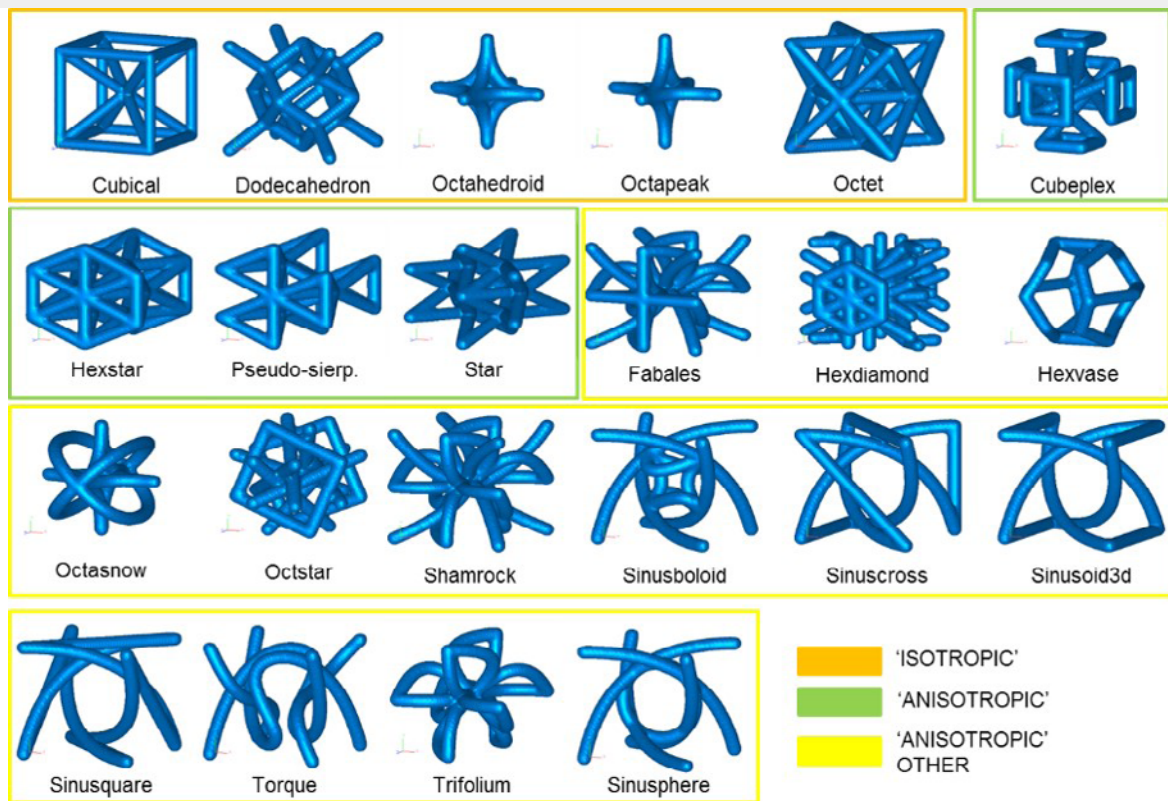 Cubical
Dodecahedron
Octahedroid
Octapeak
Octet
Cubeplex
Hexstar
Pseudo-sierp.
Star
Fabales
Hexdiamond
Hexvase
Octasnow
Octstar
Shamrock
Sinusboloid
Sinuscross
Sinusoid3d
Sinusquare
Torque
Trifolium
Sinusphere
'ISOTROPIC'
'ANISOTROPIC'
'ANISOTROPIC'
OTHER